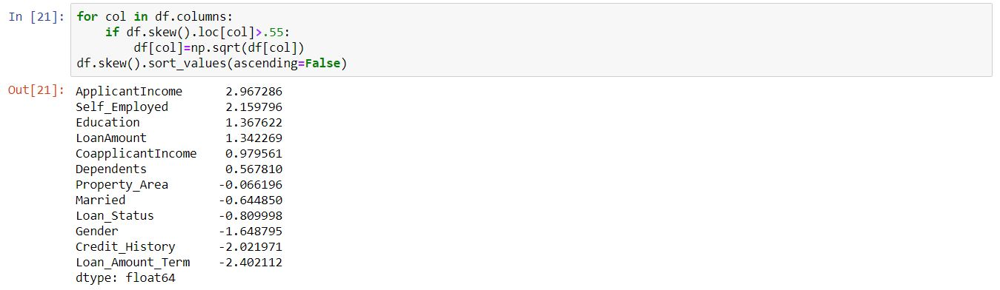 In [21]: for col in df.columns:
    if df.skew().loc[col]>.55:
        df[col]=np.sqrt(df[col])
df.skew().sort_values(ascending=False)
Out[21]: ApplicantIncome      2.967286
Self_Employed        2.159796
Education            1.367622
LoanAmount           1.342269
CoapplicantIncome    0.979561
Dependents           0.567810
Property_Area       -0.066196
Married             -0.644850
Loan_Status         -0.809998
Gender              -1.648795
Credit_History      -2.021971
Loan_Amount_Term    -2.402112
dtype: float64